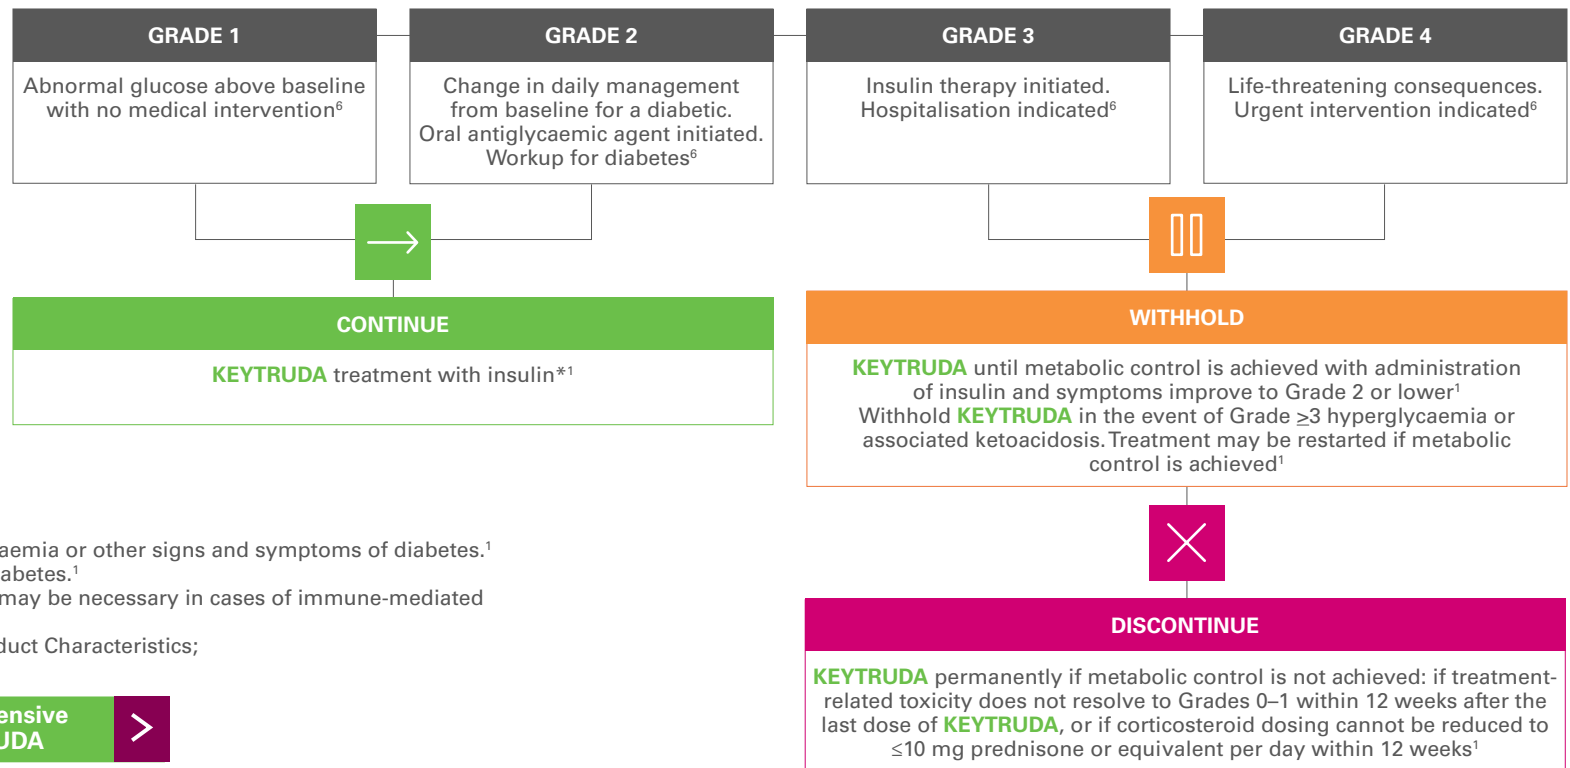 GRADE 1
Abnormal glucose above baseline
with no medical intervention⁶
GRADE 2
Change in daily management
from baseline for a diabetic.
Oral antiglycaemic agent initiated.
Workup for diabetes⁶
GRADE 3
Insulin therapy initiated.
Hospitalisation indicated⁶
GRADE 4
Life-threatening consequences.
Urgent intervention indicated⁶
CONTINUE
KEYTRUDA treatment with insulin*¹
WITHHOLD
KEYTRUDA until metabolic control is achieved with administration
of insulin and symptoms improve to Grade 2 or lower¹
Withhold KEYTRUDA in the event of Grade ≥3 hyperglycaemia or
associated ketoacidosis. Treatment may be restarted if metabolic
control is achieved¹
DISCONTINUE
KEYTRUDA permanently if metabolic control is not achieved: if treatment-
related toxicity does not resolve to Grades 0–1 within 12 weeks after the
last dose of KEYTRUDA, or if corticosteroid dosing cannot be reduced to
≤10 mg prednisone or equivalent per day within 12 weeks¹
aemia or other signs and symptoms of diabetes.¹
abetes.¹
may be necessary in cases of immune-mediated
duct Characteristics;
ensive
UDA